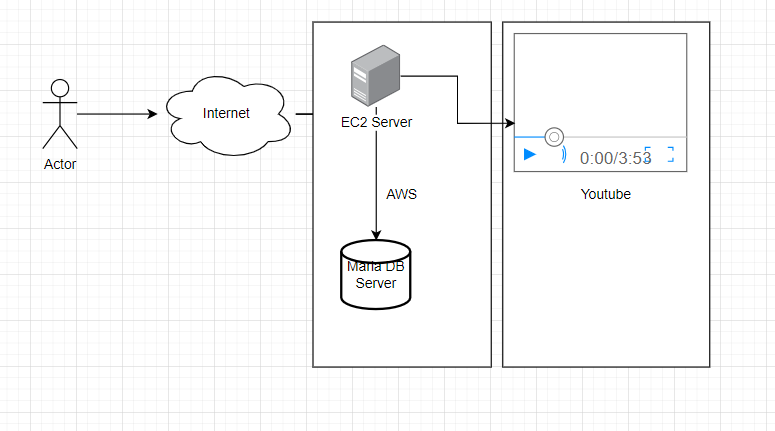 Internet
EC2 Server
Actor
0:00/3:53
AWS
Youtube
Maria DB
Server